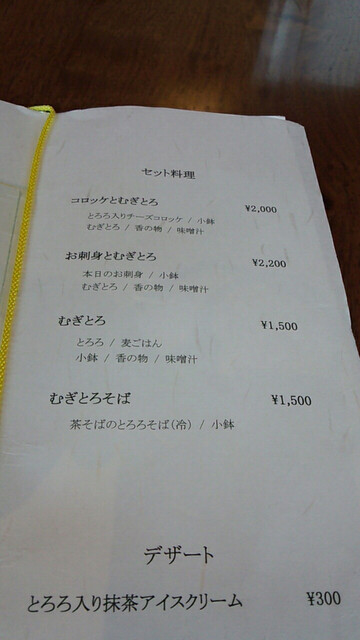 セット料理
コロッケとむぎとろ ¥2,000
とろろ入りチーズコロッケ / 小鉢
むぎとろ / 香の物 / 味噌汁
お刺身とむぎとろ ¥2,200
本日のお刺身 / 小鉢
むぎとろ / 香の物 / 味噌汁
むぎとろ ¥1,500
とろろ / 麦ごはん
小鉢 / 香の物 / 味噌汁
むぎとろそば ¥1,500
茶そばのとろろそば(冷) / 小鉢
デザート
とろろ入り抹茶アイスクリーム ¥300